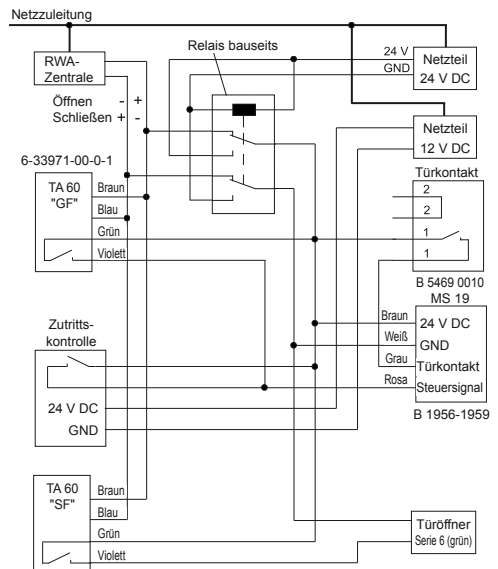 Netzzuleitung
RWA-
Zentrale
Öffnen - +
Schließen + -
Relais bauseits
24 V
GND
Netzteil
24 V DC
Netzteil
12 V DC
6-33971-00-0-1
TA 60
"GF"
Braun
Blau
Grün
Violett
Türkontakt
2
2
1
1
B 5469 0010
MS 19
Braun
Weiß
Grau
Rosa
24 V DC
GND
Türkontakt
Steuersignal
B 1956-1959
Zutritts-
kontrolle
24 V DC
GND
TA 60
"SF"
Braun
Blau
Grün
Violett
Türöffner
Serie 6 (grün)